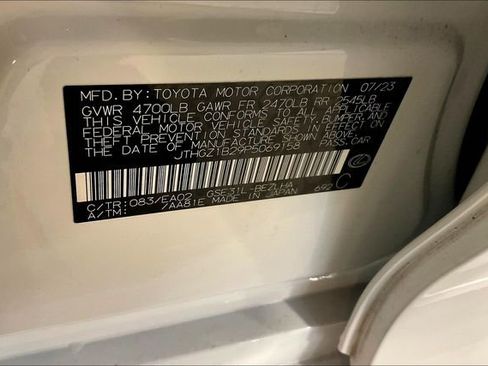 MFD.BY:TOYOTA MOTOR CORPORATION 07/23
GVWR 4700LB GAWR FR 2470LB RR 2545LB
THIS VEHICLE CONFORMS TO ALL APPLICABLE
FEDERAL MOTOR VEHICLE SAFETY, BUMPER, AND
THEFT PREVENTION STANDARDS IN EFFECT ON
THE DATE OF MANUFACTURE SHOWN ABOVE.
PASS.CAR
C
C/TR: 083/EA02 GSE31L-BEZLHA 692
A/TM: 7AA81E MADE IN JAPAN